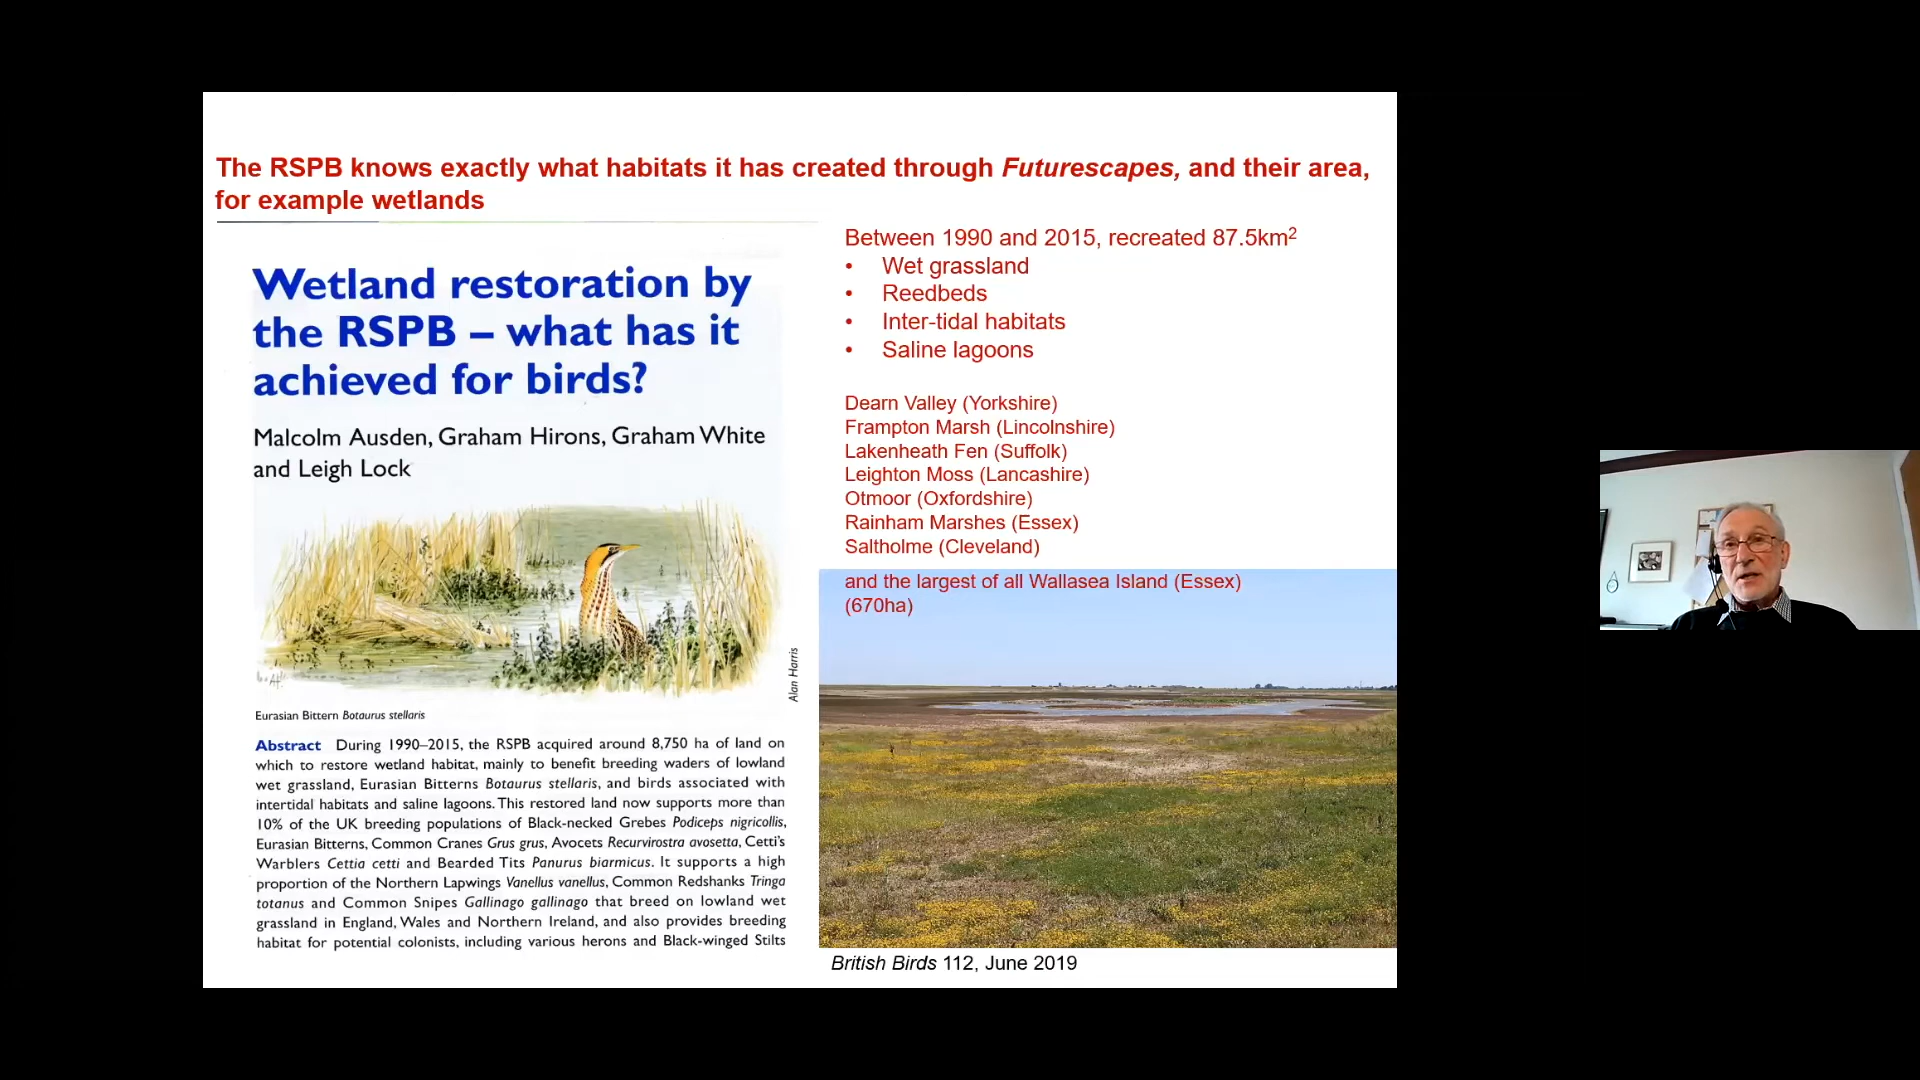 The RSPB knows exactly what habitats it has created through Futurescapes, and their area,
for example wetlands
Wetland restoration by
the RSPB – what has it
achieved for birds?
Malcolm Ausden, Graham Hirons, Graham White
and Leigh Lock
Alan Harris
Eurasian Bittern Botaurus stellaris
Abstract During 1990–2015, the RSPB acquired around 8,750 ha of land on
which to restore wetland habitat, mainly to benefit breeding waders of lowland
wet grassland, Eurasian Bitterns Botaurus stellaris, and birds associated with
intertidal habitats and saline lagoons. This restored land now supports more than
10% of the UK breeding populations of Black-necked Grebes Podiceps nigricollis,
Eurasian Bitterns, Common Cranes Grus grus, Avocets Recurvirostra avosetta, Cetti's
Warblers Cettia cetti and Bearded Tits Panurus biarmicus. It supports a high
proportion of the Northern Lapwings Vanellus vanellus, Common Redshanks Tringa
totanus and Common Snipes Gallinago gallinago that breed on lowland wet
grassland in England, Wales and Northern Ireland, and also provides breeding
habitat for potential colonists, including various herons and Black-winged Stilts
Between 1990 and 2015, recreated 87.5km²
• Wet grassland
• Reedbeds
• Inter-tidal habitats
• Saline lagoons
Dearn Valley (Yorkshire)
Frampton Marsh (Lincolnshire)
Lakenheath Fen (Suffolk)
Leighton Moss (Lancashire)
Otmoor (Oxfordshire)
Rainham Marshes (Essex)
Saltholme (Cleveland)
and the largest of all Wallasea Island (Essex)
(670ha)
British Birds 112, June 2019